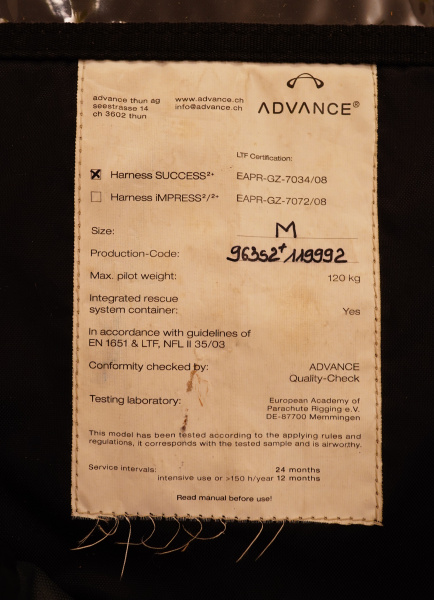 advance thun ag www.advance.ch
seestrasse 14 info@advance.ch
ch 3602 thun
ADVANCE®
LTF Certification:
☒ Harness SUCCESS²⁺ EAPR-GZ-7034/08
☐ Harness iMPRESS²/²⁺ EAPR-GZ-7072/08
Size: M
Production-Code: 963s2⁺119992
Max. pilot weight: 120 kg
Integrated rescue
system container: Yes
In accordance with guidelines of
EN 1651 & LTF, NFL II 35/03
Conformity checked by: ADVANCE
Quality-Check
Testing laboratory: European Academy of
Parachute Rigging e.V.
DE-87700 Memmingen
This model has been tested according to the applying rules and
regulations, it corresponds with the tested sample and is airworthy.
Service intervals: 24 months
intensive use or >150 h/year 12 months
Read manual before use!